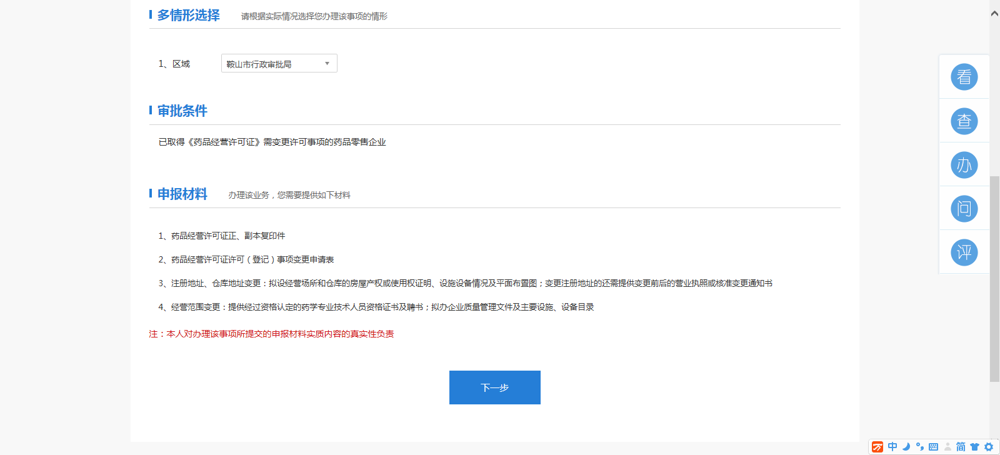 多情形选择 请根据实际情况选择您办理该事项的情形
1、区域 鞍山市行政审批局
审批条件
已取得《药品经营许可证》需变更许可事项的药品零售企业
申报材料 办理该业务，您需要提供如下材料
1、药品经营许可证正、副本复印件
2、药品经营许可证许可（登记）事项变更申请表
3、注册地址、仓库地址变更：拟设经营场所和仓库的房屋产权或使用权证明、设施设备情况及平面布置图；变更注册地址的还需提供变更前后的营业执照或核准变更通知书
4、经营范围变更：提供经过资格认定的药学专业技术人员资格证书及聘书；拟办企业质量管理文件及主要设施、设备目录
注：本人对办理该事项所提交的申报材料实质内容的真实性负责
下一步
看
查
办
问
评
中 简